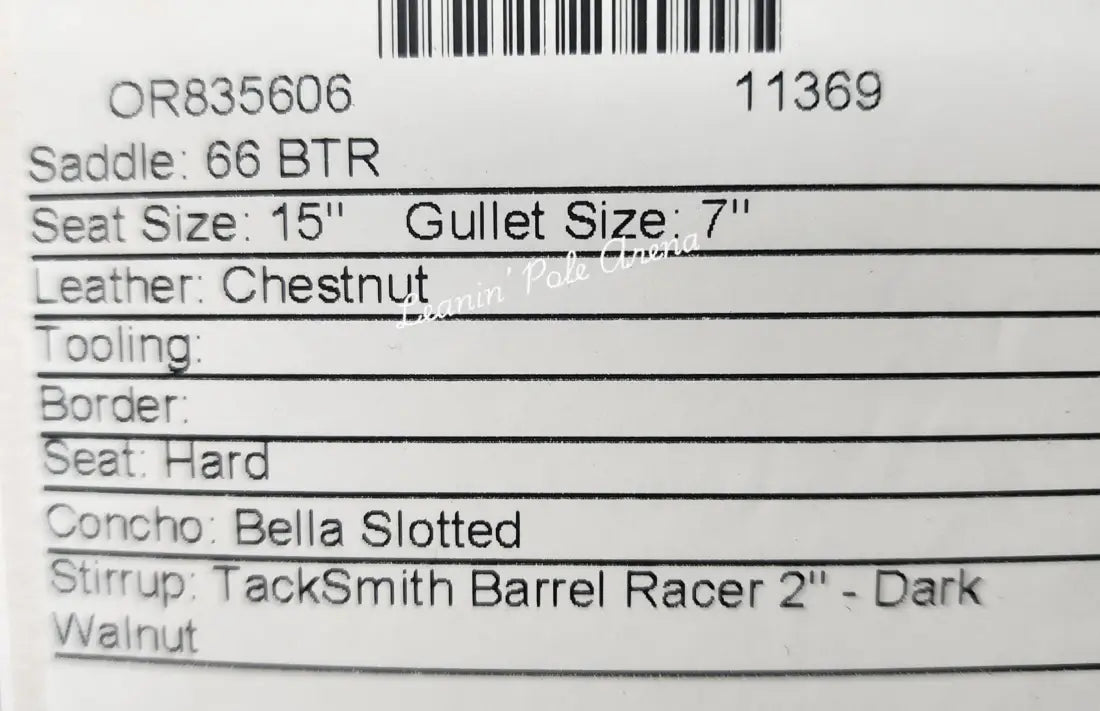 OR835606 11369
Saddle: 66 BTR
Seat Size: 15" Gullet Size: 7"
Leather: Chestnut
Leanin' Pole Arena
Tooling:
Border:
Seat: Hard
Concho: Bella Slotted
Stirrup: TackSmith Barrel Racer 2" - Dark
Walnut